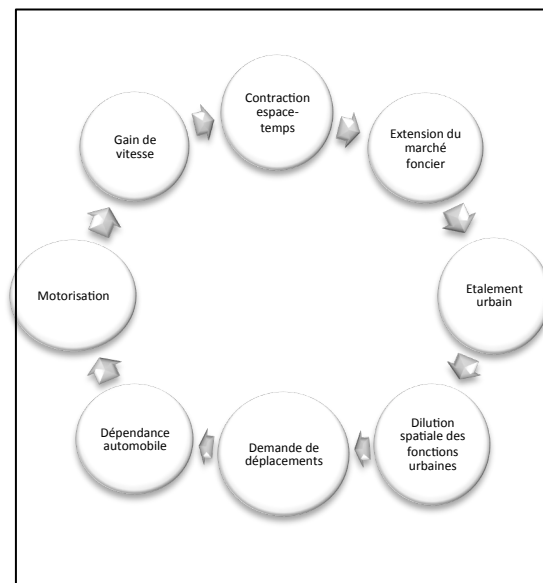 Contraction
espace-
temps
Extension du
marché
foncier
Etalement
urbain
Dilution
spatiale des
fonctions
urbaines
Demande de
déplacements
Dépendance
automobile
Motorisation
Gain de
vitesse